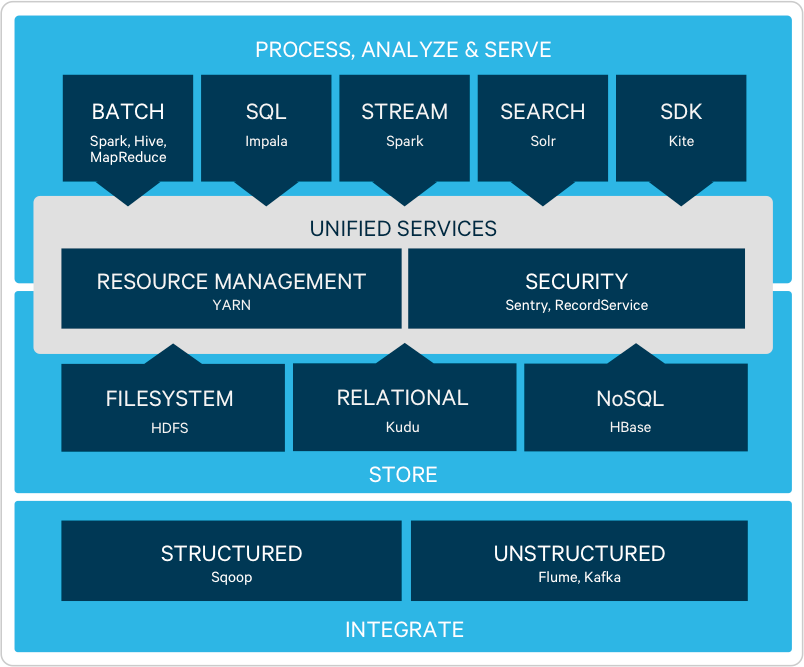 PROCESS, ANALYZE & SERVE
BATCH
Spark, Hive,
MapReduce
SQL
Impala
STREAM
Spark
SEARCH
Solr
SDK
Kite
UNIFIED SERVICES
RESOURCE MANAGEMENT
YARN
SECURITY
Sentry, RecordService
FILESYSTEM
HDFS
RELATIONAL
Kudu
NoSQL
HBase
STORE
STRUCTURED
Sqoop
UNSTRUCTURED
Flume, Kafka
INTEGRATE